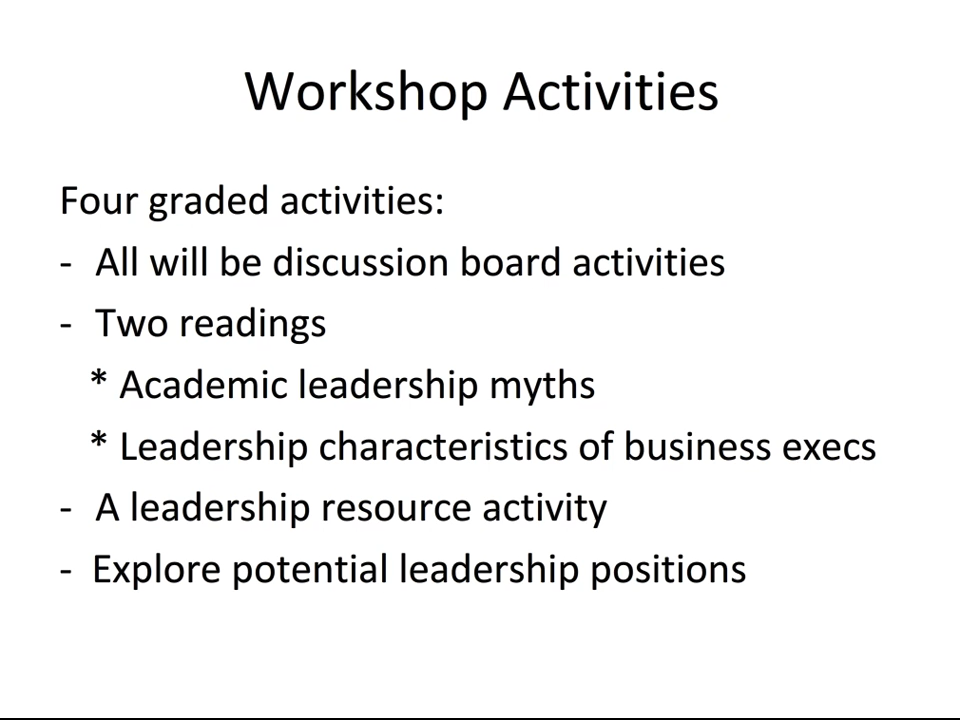 Workshop Activities
Four graded activities:
- All will be discussion board activities
- Two readings
* Academic leadership myths
* Leadership characteristics of business execs
- A leadership resource activity
- Explore potential leadership positions